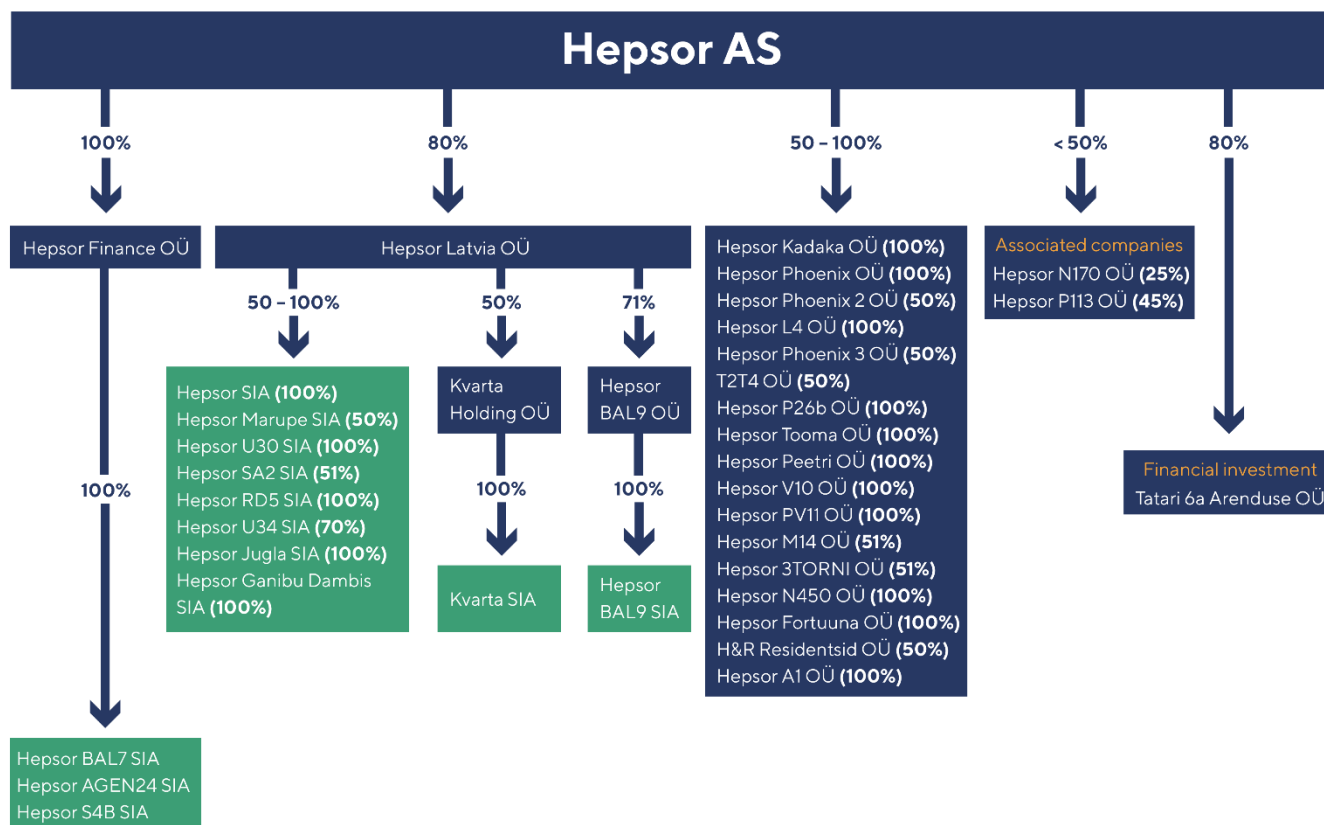 Hepsor AS
100%
80%
50 – 100%
< 50%
80%
Hepsor Finance OÜ
Hepsor Latvia OÜ
50 – 100%
50%
71%
Hepsor SIA (100%)
Hepsor Marupe SIA (50%)
Hepsor U30 SIA (100%)
Hepsor SA2 SIA (51%)
Hepsor RD5 SIA (100%)
Hepsor U34 SIA (70%)
Hepsor Jugla SIA (100%)
Hepsor Ganibu Dambis
SIA (100%)
Kvarta
Holding OÜ
Hepsor
BAL9 OÜ
100%
100%
100%
Kvarta SIA
Hepsor
BAL9 SIA
Hepsor Kadaka OÜ (100%)
Hepsor Phoenix OÜ (100%)
Hepsor Phoenix 2 OÜ (50%)
Hepsor L4 OÜ (100%)
Hepsor Phoenix 3 OÜ (50%)
T2T4 OÜ (50%)
Hepsor P26b OÜ (100%)
Hepsor Tooma OÜ (100%)
Hepsor Peetri OÜ (100%)
Hepsor V10 OÜ (100%)
Hepsor PV11 OÜ (100%)
Hepsor M14 OÜ (51%)
Hepsor 3TORNI OÜ (51%)
Hepsor N450 OÜ (100%)
Hepsor Fortuuna OÜ (100%)
H&R Residentsid OÜ (50%)
Hepsor A1 OÜ (100%)
Associated companies
Hepsor N170 OÜ (25%)
Hepsor P113 OÜ (45%)
Financial investment
Tatari 6a Arenduse OÜ
Hepsor BAL7 SIA
Hepsor AGEN24 SIA
Hepsor S4B SIA